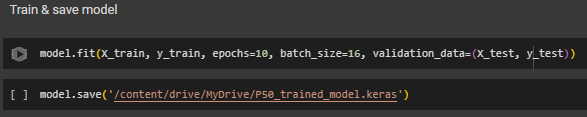 Train & save model
model.fit(X_train, y_train, epochs=10, batch_size=16, validation_data=(X_test, y_test))
[ ] model.save('/content/drive/MyDrive/P50_trained_model.keras')